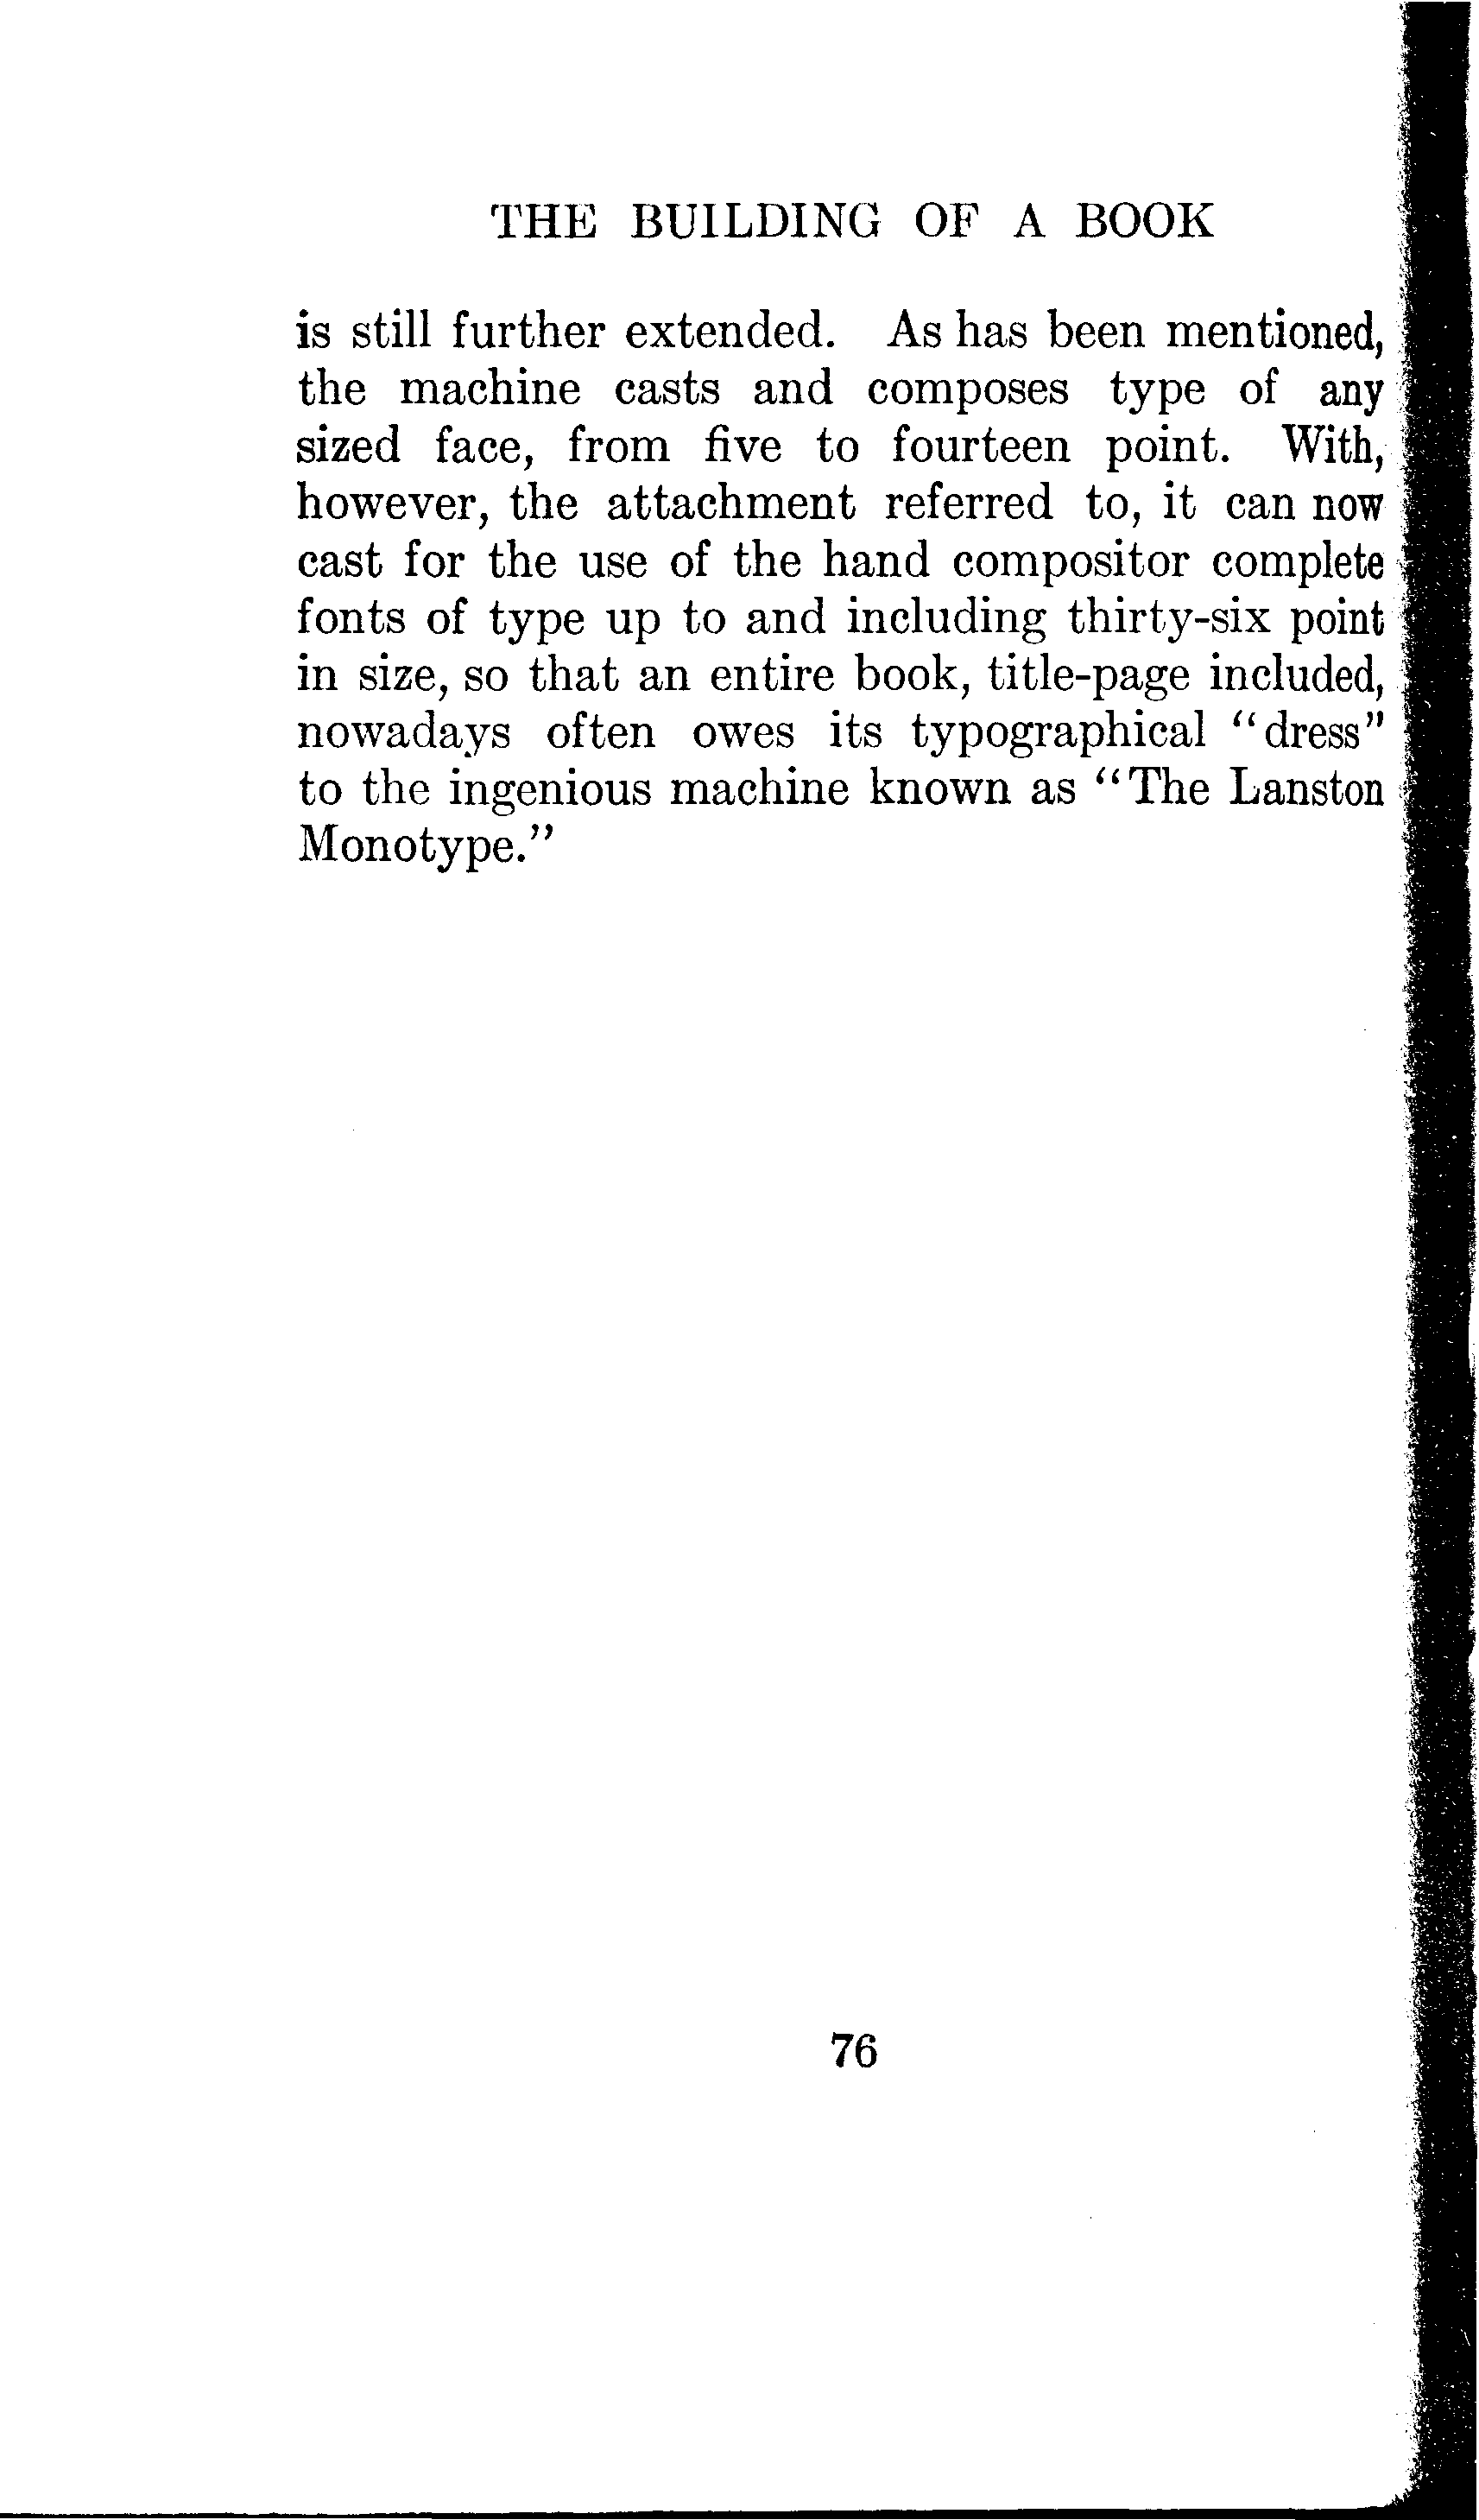 THE BUILDING OF A BOOK
is still further extended. As has been mentioned,
the machine casts and composes type of any
sized face, from five to fourteen point. With,
however, the attachment referred to, it can now
cast for the use of the hand compositor complete
fonts of type up to and including thirty-six point
in size, so that an entire book, title-page included,
nowadays often owes its typographical "dress"
to the ingenious machine known as "The Lanston
Monotype."
76